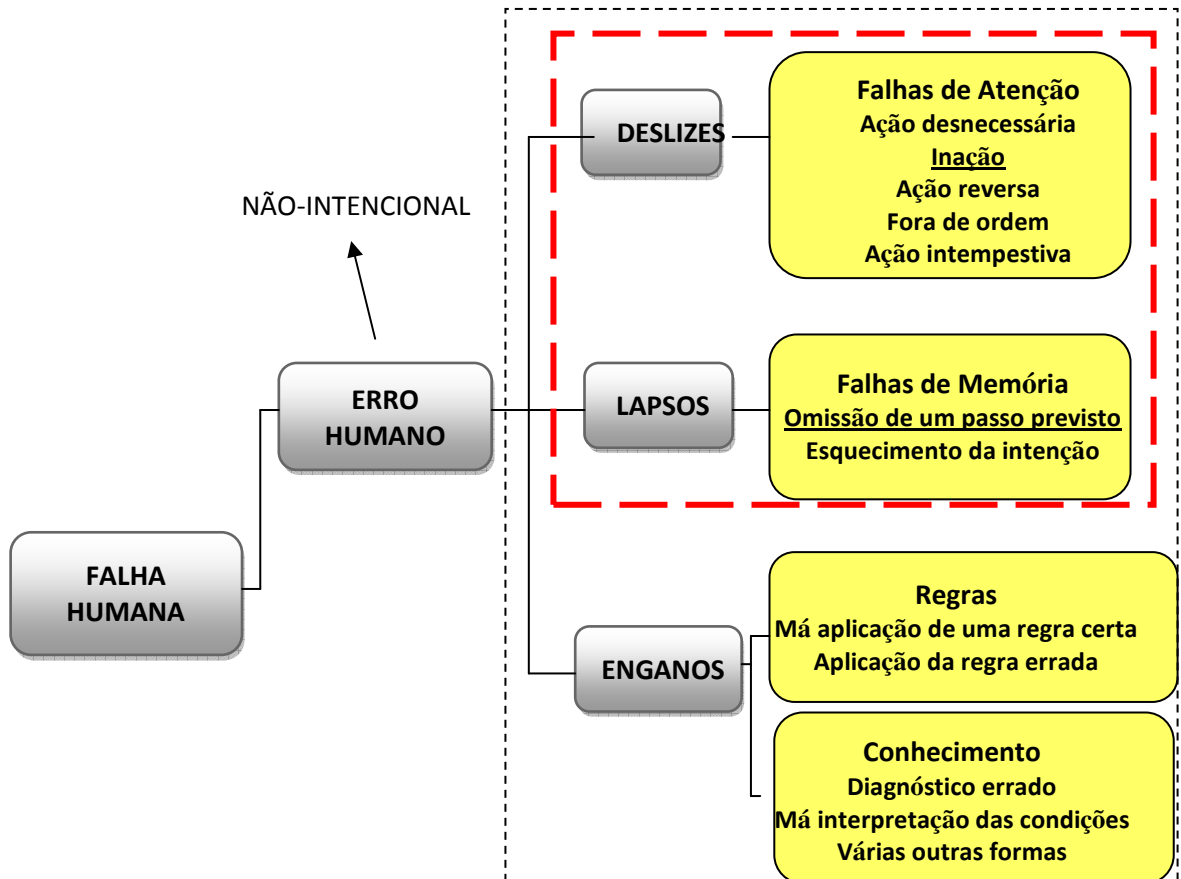 DESLIZES
Falhas de Atenção
Ação desnecessária
Inação
Ação reversa
Fora de ordem
Ação intempestiva
NÃO-INTENCIONAL
ERRO
HUMANO
LAPSOS
Falhas de Memória
Omissão de um passo previsto
Esquecimento da intenção
FALHA
HUMANA
ENGANOS
Regras
Má aplicação de uma regra certa
Aplicação da regra errada
Conhecimento
Diagnóstico errado
Má interpretação das condições
Várias outras formas